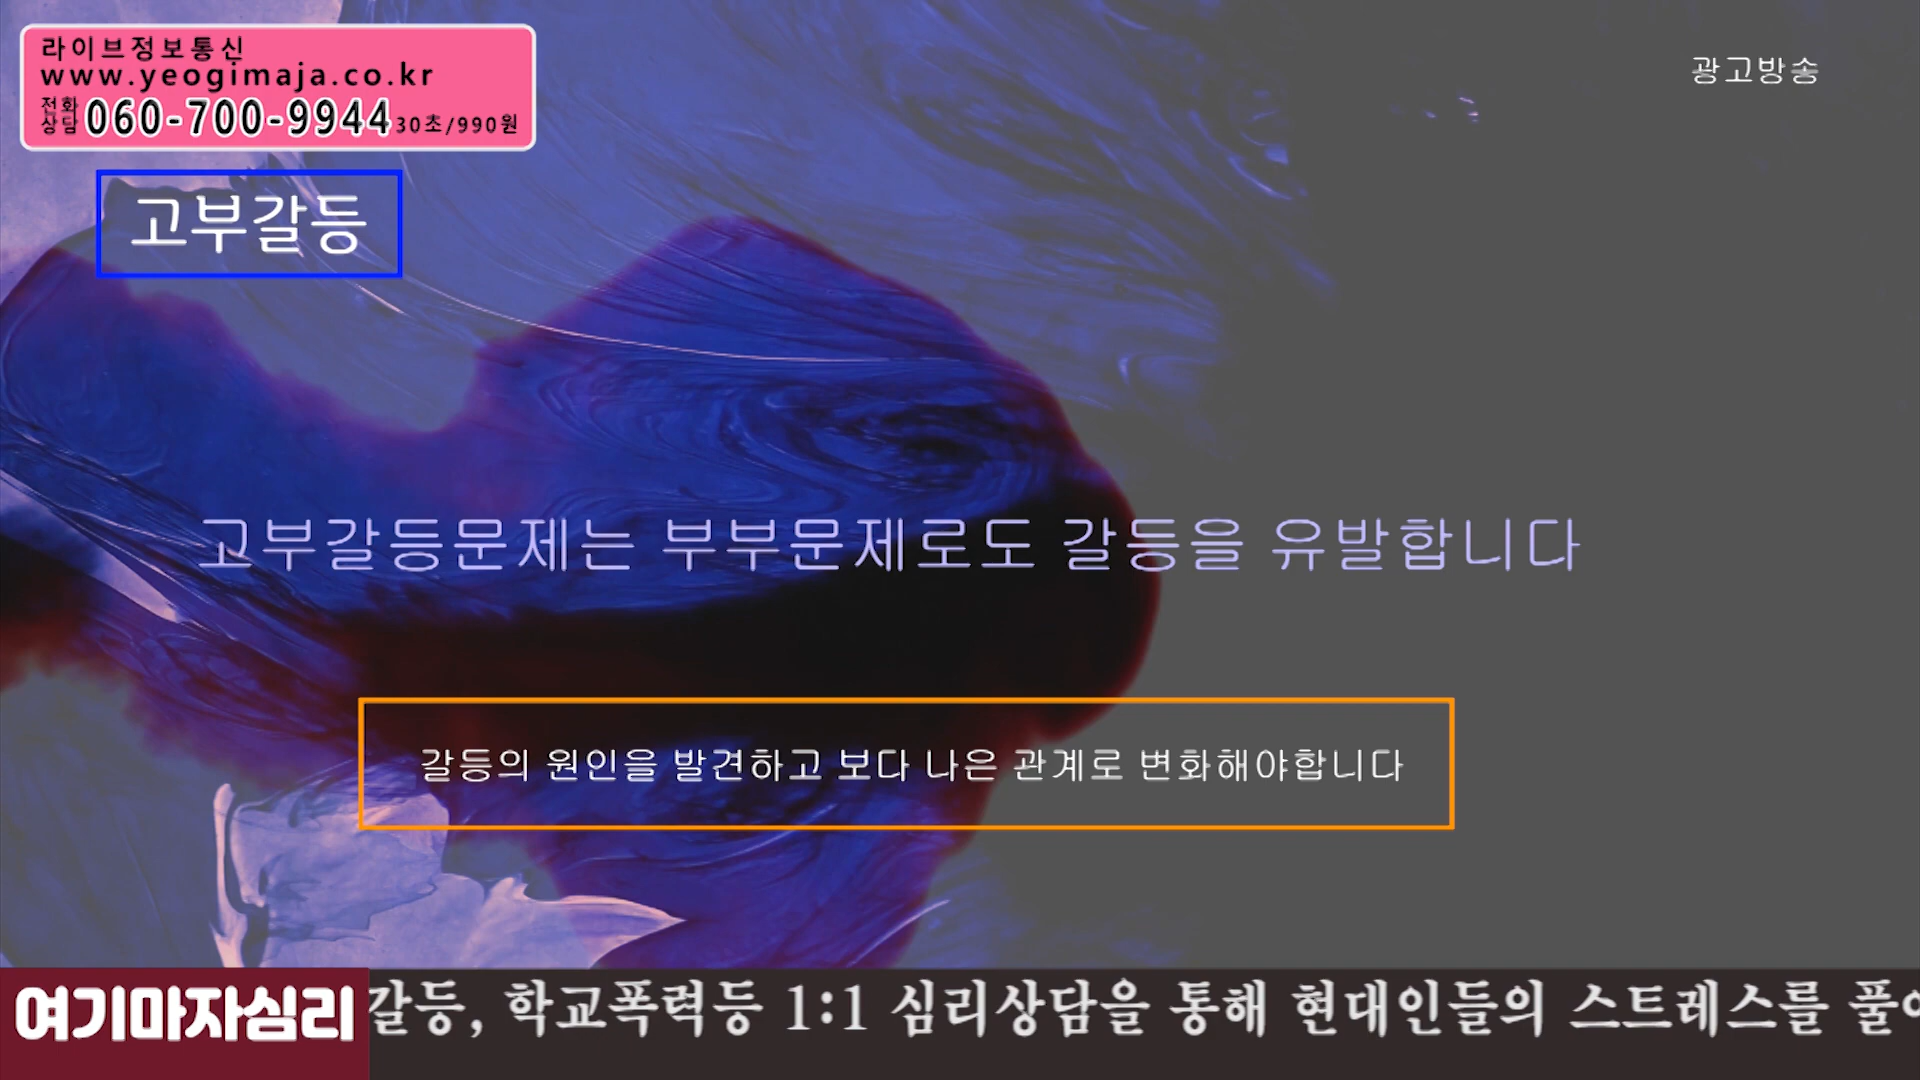 라이브정보통신
www.yeogimaja.co.kr
전화상담 060-700-9944 30초/990원
광고방송
고부갈등
고부갈등문제는 부부문제로도 갈등을 유발합니다
갈등의 원인을 발견하고 보다 나은 관계로 변화해야합니다
여기마자심리
갈등, 학교폭력등 1:1 심리상담을 통해 현대인들의 스트레스를